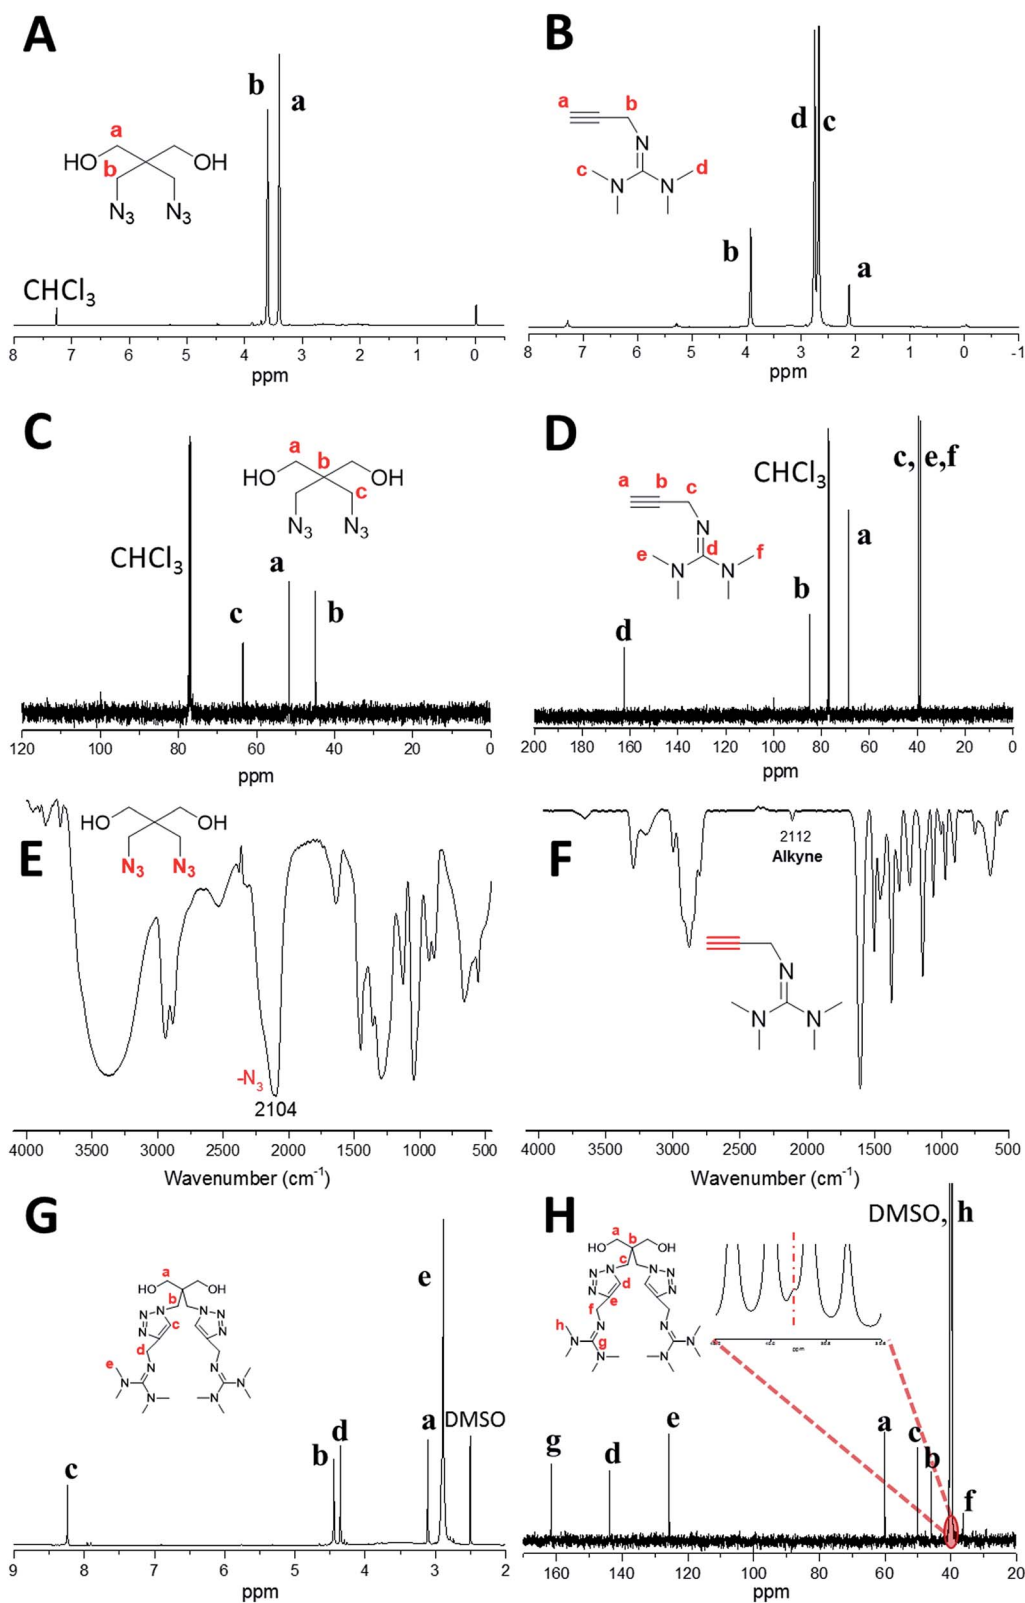 A
b
a
a
HO
OH
b
N3
N3
CHCl3
8 7 6 5 4 3 2 1 0
ppm
B
a
b
N
c
d
N
N
d
c
b
a
8 7 6 5 4 3 2 1 0 -1
ppm
C
a
b
HO
OH
c
N3
N3
CHCl3
c
a
b
120 100 80 60 40 20 0
ppm
D
a
b
c
N
e
d
f
N
N
CHCl3
c, e,f
a
b
d
200 180 160 140 120 100 80 60 40 20 0
ppm
E
HO
OH
N3
N3
-N3
2104
4000 3500 3000 2500 2000 1500 1000 500
Wavenumber (cm-1)
F
2112
Alkyne
N
N
N
4000 3500 3000 2500 2000 1500 1000 500
Wavenumber (cm-1)
G
a
HO
OH
b
N
N
N
N
N
N
c
d
N
N
e
N
N
N
N
e
c
b
d
a
DMSO
9 8 7 6 5 4 3 2
ppm
H
a
b
HO
OH
c
N
N
N
N
N
N
d
e
f
N
N
h
N
N
g
N
N
DMSO, h
ppm
g
d
e
a
c
b
f
160 140 120 100 80 60 40 20
ppm